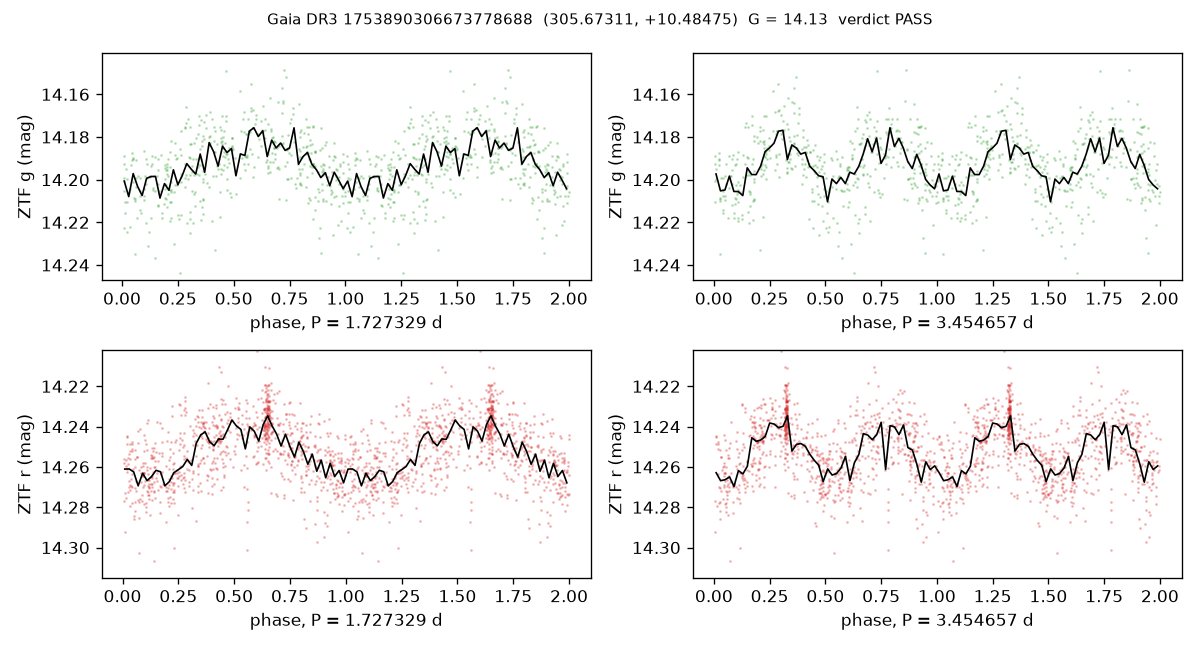 Gaia DR3 1753890306673778688  (305.67311, +10.48475)  G = 14.13  verdict PASS
ZTF g (mag)
14.16
14.18
14.20
14.22
14.24
0.00 0.25 0.50 0.75 1.00 1.25 1.50 1.75 2.00
phase, P = 1.727329 d
ZTF g (mag)
14.16
14.18
14.20
14.22
14.24
0.00 0.25 0.50 0.75 1.00 1.25 1.50 1.75 2.00
phase, P = 3.454657 d
ZTF r (mag)
14.22
14.24
14.26
14.28
14.30
0.00 0.25 0.50 0.75 1.00 1.25 1.50 1.75 2.00
phase, P = 1.727329 d
ZTF r (mag)
14.22
14.24
14.26
14.28
14.30
0.00 0.25 0.50 0.75 1.00 1.25 1.50 1.75 2.00
phase, P = 3.454657 d